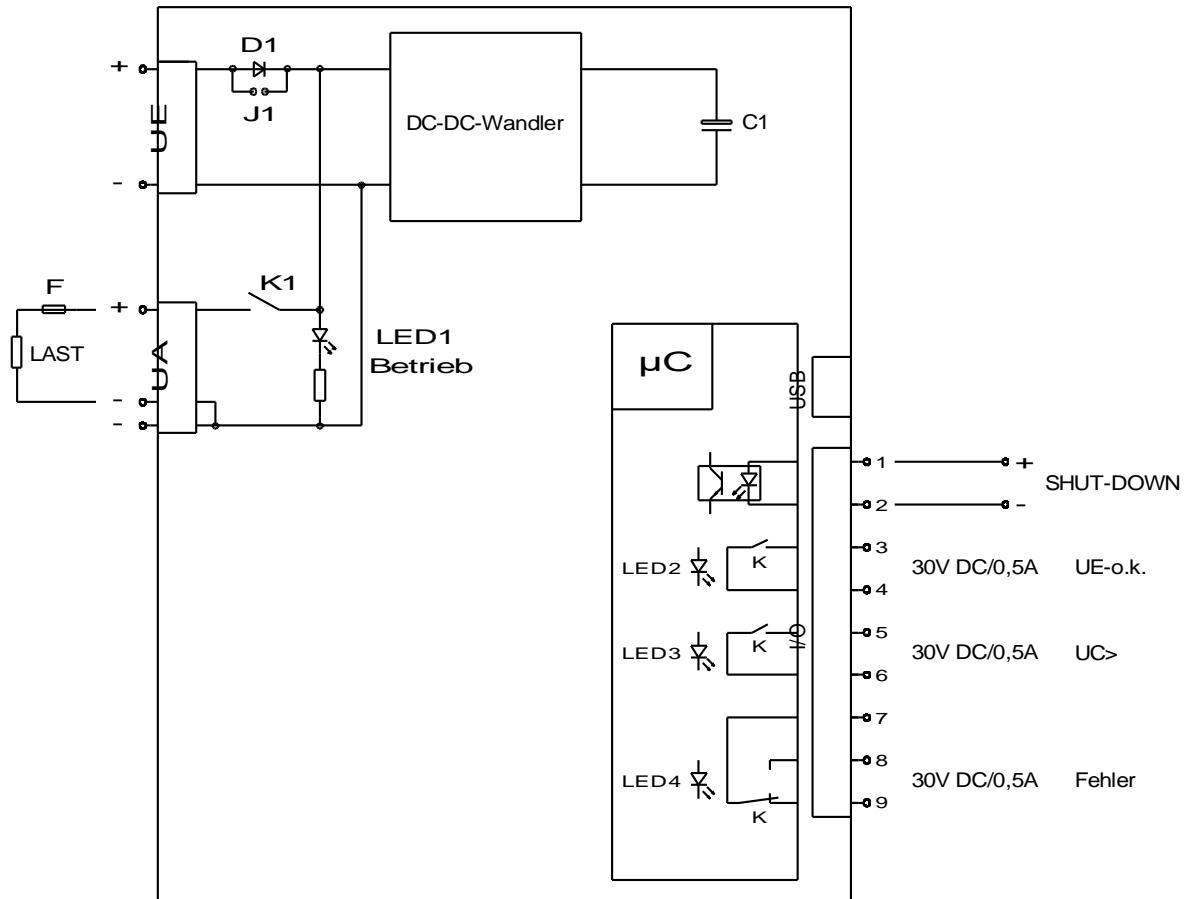 D1
+
J1
UE
DC-DC-Wandler
C1
-
F
+
K1
LAST
UA
LED1
Betrieb
-
-
µC
USB
1
+
SHUT-DOWN
2
-
3
LED2
K
30V DC/0,5A
UE-o.k.
4
I/O
5
LED3
K
30V DC/0,5A
UC>
6
7
8
LED4
30V DC/0,5A
Fehler
9
K